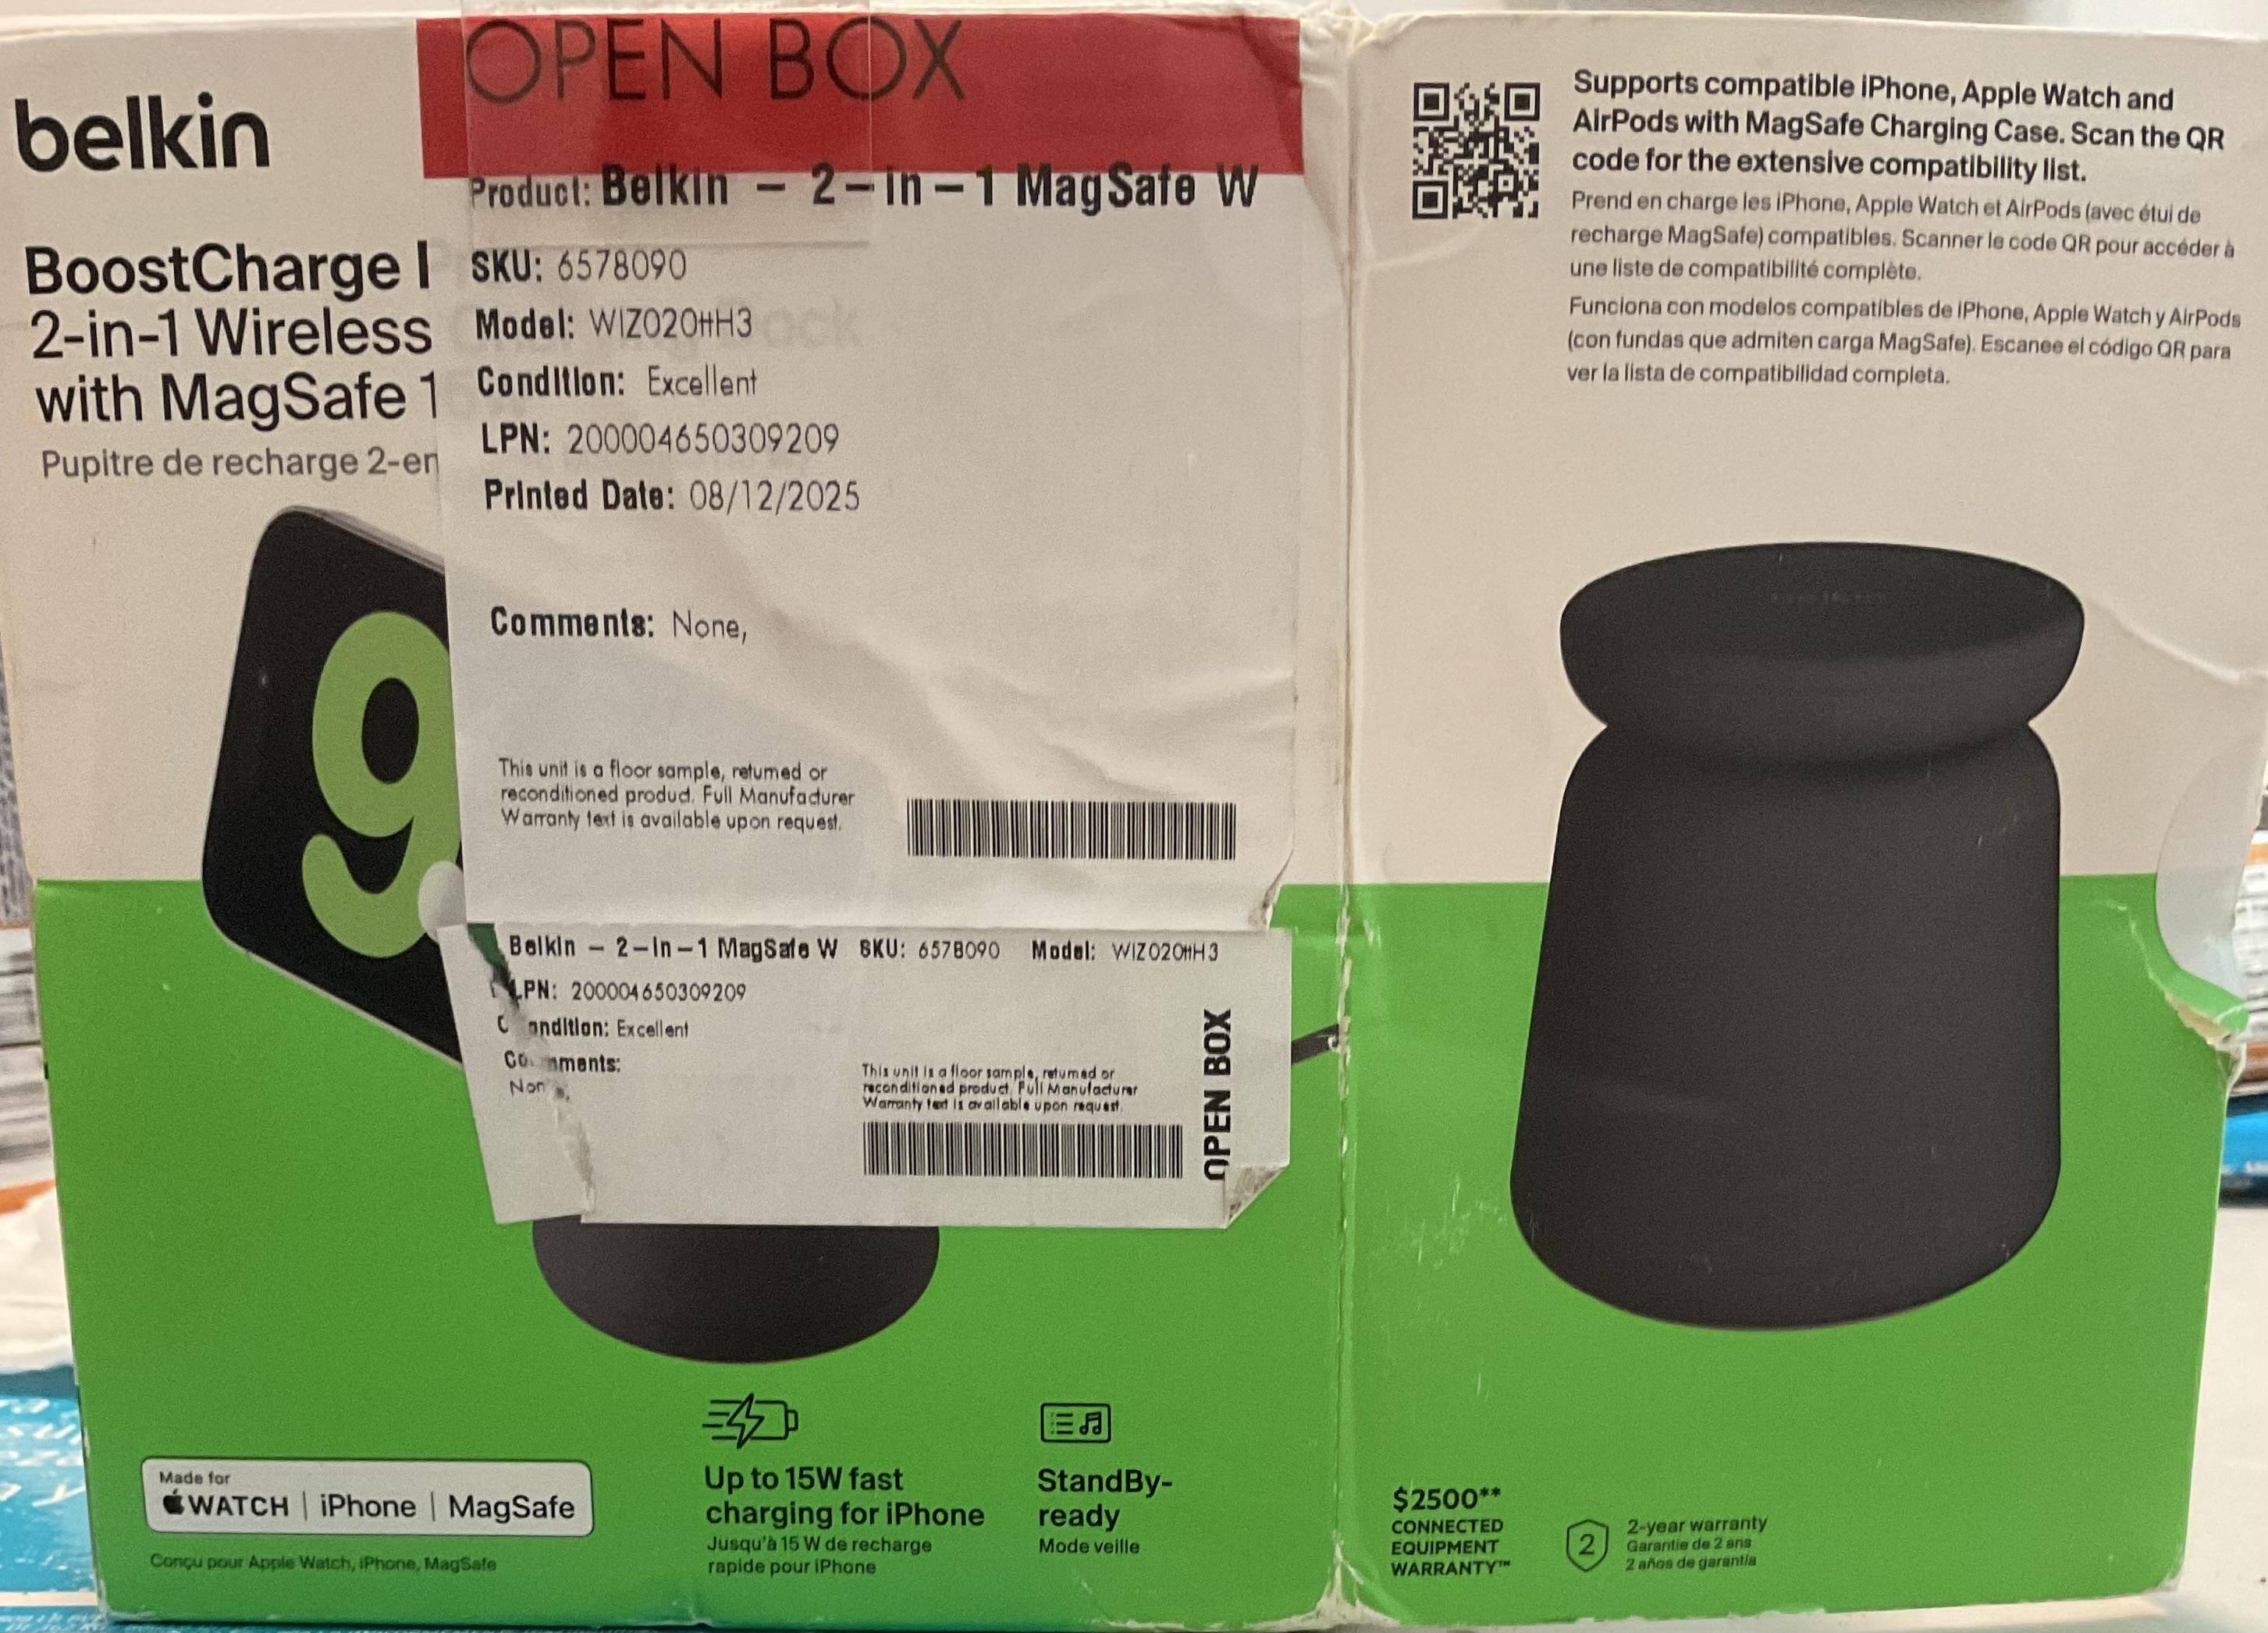 belkin
BoostCharge
2-in-1 Wireless
with MagSafe 1
Pupitre de recharge 2-en
9
OPEN BOX
Product: Belkin - 2-in-1 MagSafe W
SKU: 6578090
Model: WIZ020ttH3
Condition: Excellent
LPN: 200004650309209
Printed Date: 08/12/2025
Comments: None,
This unit is a floor sample, returned or
reconditioned product. Full Manufacturer
Warranty text is available upon request.
Belkin - 2-in-1 MagSafe W SKU: 6578090 Model: WIZ020ttH3
LPN: 200004650309209
Condition: Excellent
Comments:
None,
This unit is a floor sample, returned or
reconditioned product. Full Manufacturer
Warranty text is available upon request.
OPEN BOX
Made for
WATCH | iPhone | MagSafe
Conçu pour Apple Watch, iPhone, MagSafe
Up to 15W fast
charging for iPhone
Jusqu'à 15 W de recharge
rapide pour iPhone
StandBy-
ready
Mode veille
Supports compatible iPhone, Apple Watch and
AirPods with MagSafe Charging Case. Scan the QR
code for the extensive compatibility list.
Prend en charge les iPhone, Apple Watch et AirPods (avec étui de
recharge MagSafe) compatibles. Scanner le code QR pour accéder à
une liste de compatibilité complète.
Funciona con modelos compatibles de iPhone, Apple Watch y AirPods
(con fundas que admiten carga MagSafe). Escanee el código QR para
ver la lista de compatibilidad completa.
$2500**
CONNECTED
EQUIPMENT
WARRANTY™
2
2-year warranty
Garantie de 2 ans
2 años de garantía